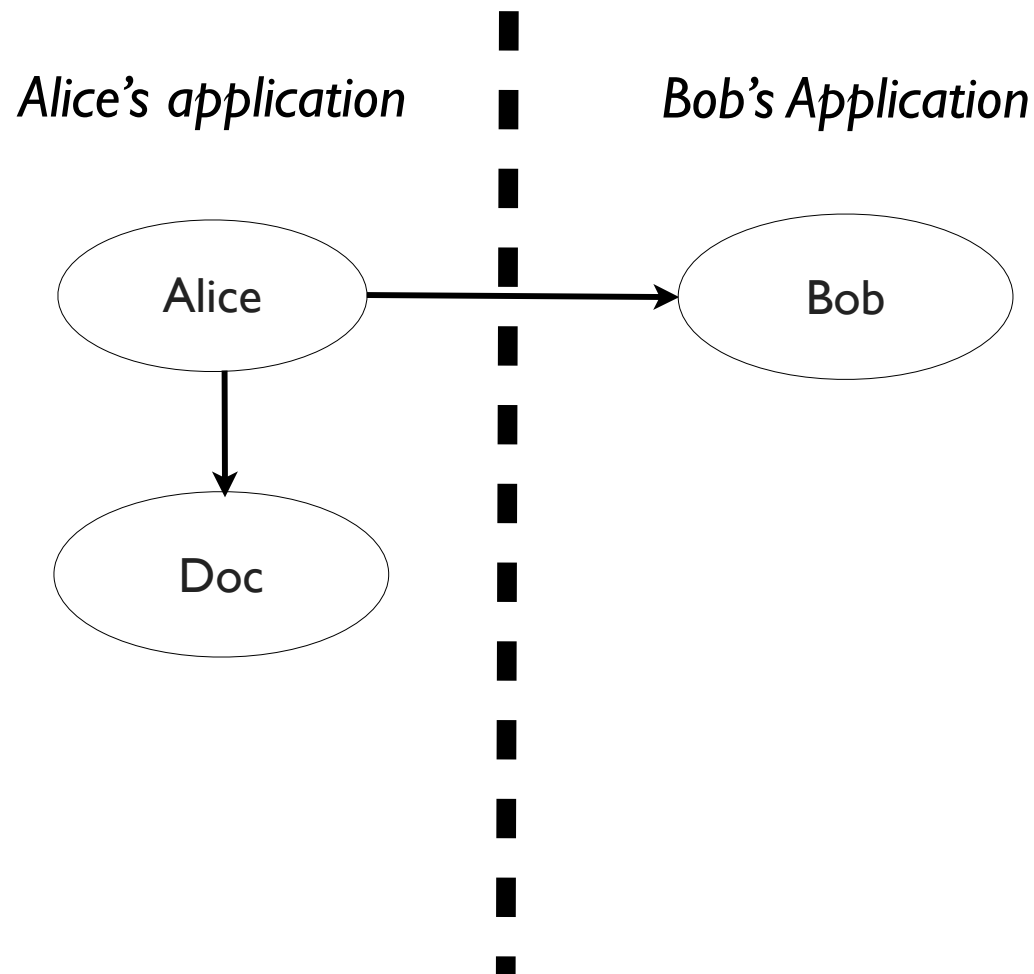 Alice’s application
Bob’s Application
Alice
Bob
Doc